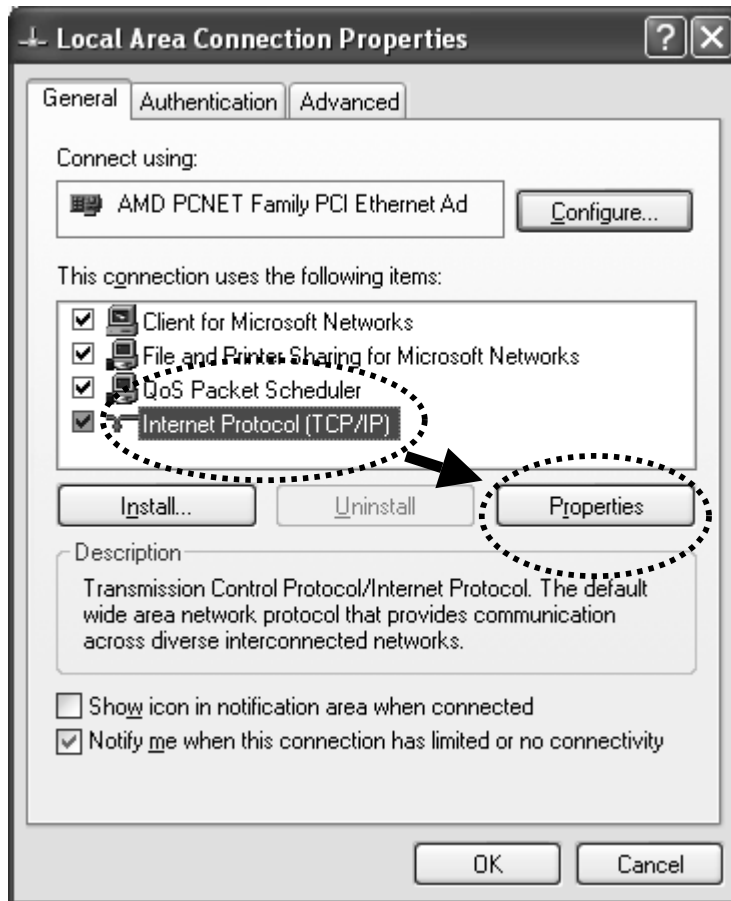 Local Area Connection Properties
General Authentication Advanced
Connect using:
AMD PCNET Family PCI Ethernet Ad Configure...
This connection uses the following items:
Client for Microsoft Networks
File and Printer Sharing for Microsoft Networks
QoS Packet Scheduler
Internet Protocol (TCP/IP)
Install... Uninstall Properties
Description
Transmission Control Protocol/Internet Protocol. The default
wide area network protocol that provides communication
across diverse interconnected networks.
Show icon in notification area when connected
Notify me when this connection has limited or no connectivity
OK Cancel